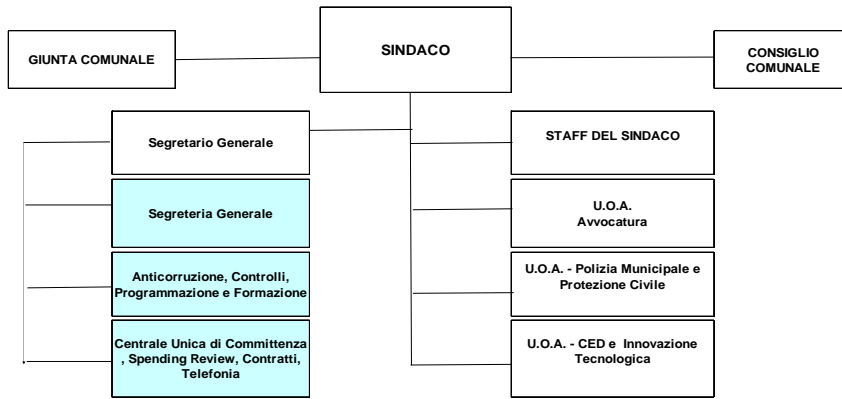 GIUNTA COMUNALE
SINDACO
CONSIGLIO
COMUNALE
Segretario Generale
STAFF DEL SINDACO
Segreteria Generale
U.O.A.
Avvocatura
Anticorruzione, Controlli,
Programmazione e Formazione
U.O.A. - Polizia Municipale e
Protezione Civile
Centrale Unica di Committenza
, Spending Review, Contratti,
Telefonia
U.O.A. - CED e Innovazione
Tecnologica